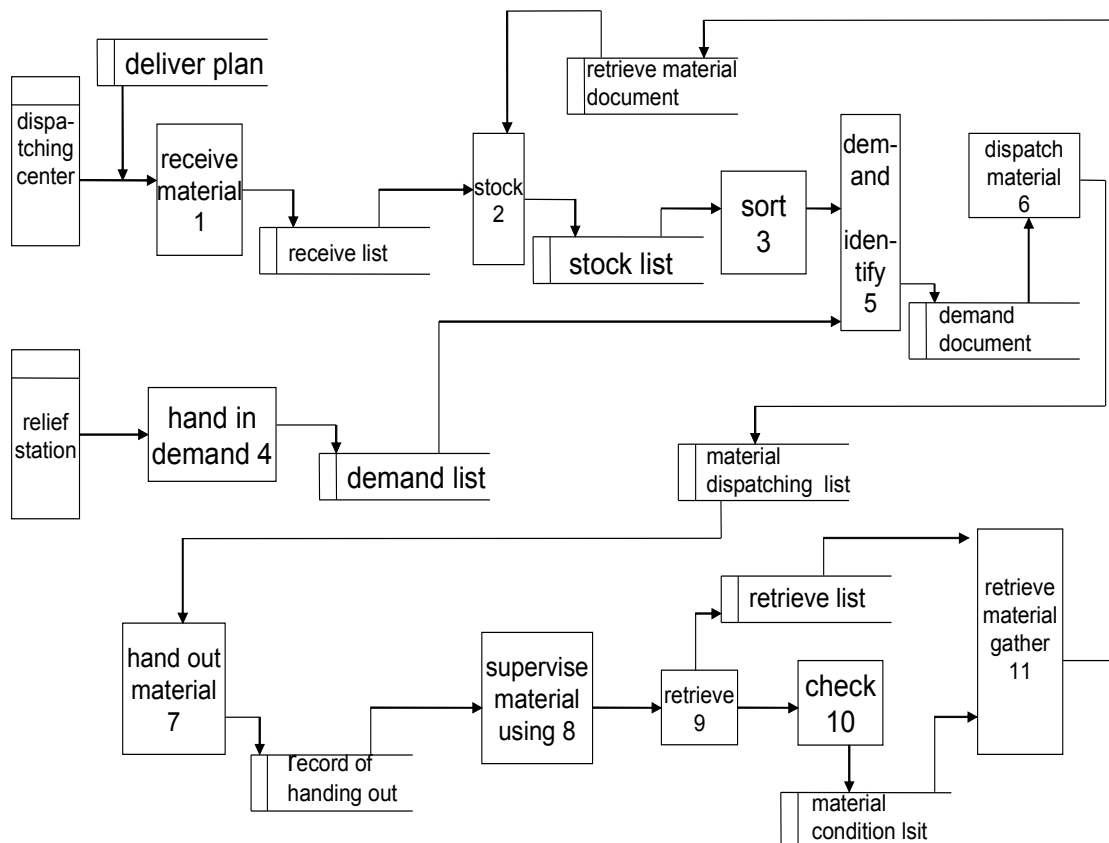 deliver plan
dispa-
tching
center
receive
material
1
receive list
retrieve material
document
stock
2
stock list
sort
3
dem-
and
iden-
tify
5
dispatch
material
6
demand
document
relief
station
hand in
demand 4
demand list
material
dispatching list
hand out
material
7
record of
handing out
supervise
material
using 8
retrieve
9
retrieve list
check
10
material
condition lsit
retrieve
material
gather
11